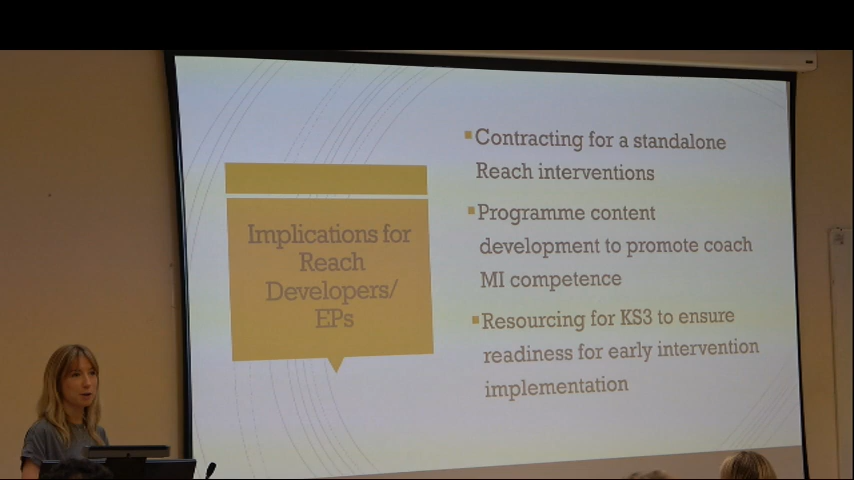 Implications for
Reach
Developers/
EPs
Contracting for a standalone
Reach interventions
Programme content
development to promote coach
MI competence
Resourcing for KS3 to ensure
readiness for early intervention
implementation